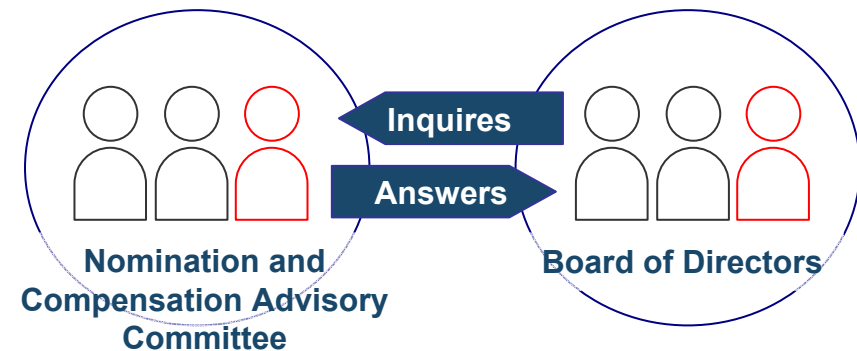 Inquires
Answers
Nomination and
Compensation Advisory
Committee
Board of Directors